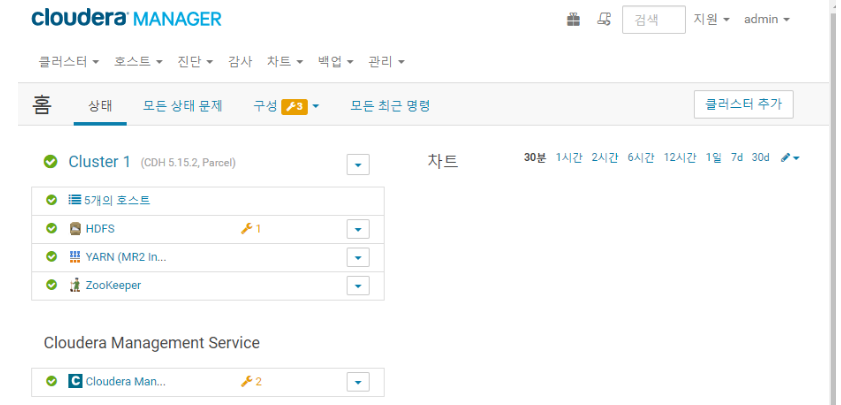 cloudera MANAGER
검색
지원
admin
클러스터 호스트 진단 감사 차트 백업 관리
홈 상태 모든 상태 문제 구성 3 모든 최근 명령 클러스터 추가
Cluster 1 (CDH 5.15.2, Parcel)
차트 30분 1시간 2시간 6시간 12시간 1일 7d 30d
5개의 호스트
HDFS 1
YARN (MR2 In...
ZooKeeper
Cloudera Management Service
C Cloudera Man... 2